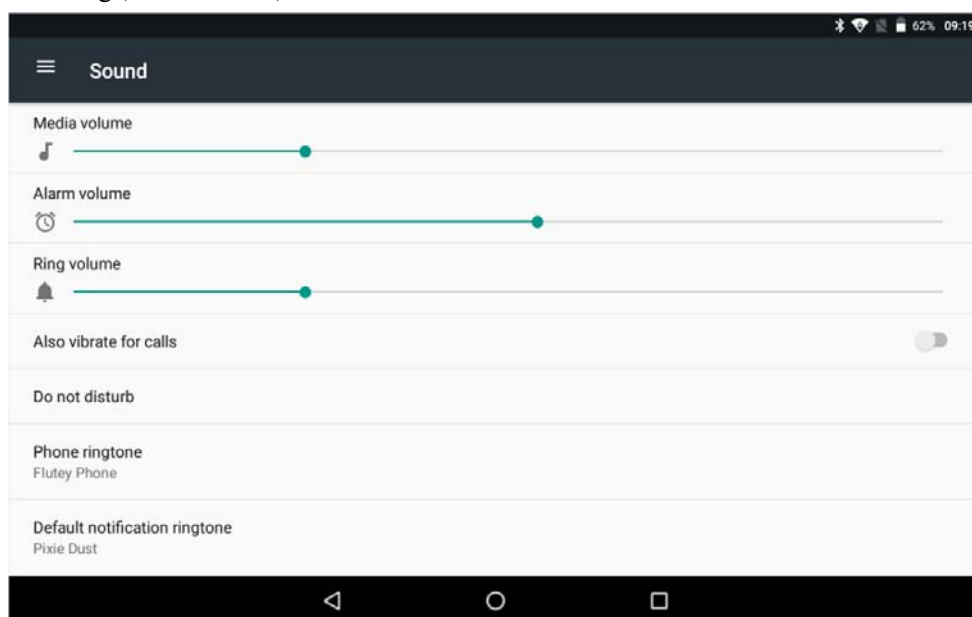 62% 09:19
Sound
Media volume
Alarm volume
Ring volume
Also vibrate for calls
Do not disturb
Phone ringtone
Flutey Phone
Default notification ringtone
Pixie Dust